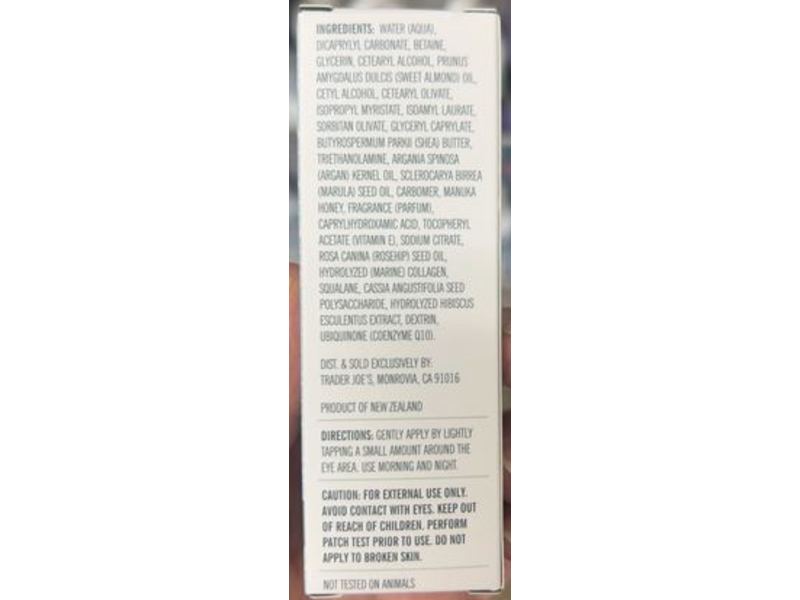 INGREDIENTS: WATER (AQUA),
DICAPRYLYL CARBONATE, BETAINE,
GLYCERIN, CETEARYL ALCOHOL, PRUNUS
AMYGDALUS DULCIS (SWEET ALMOND) OIL,
CETYL ALCOHOL, CETEARYL OLIVATE,
ISOPROPYL MYRISTATE, ISOAMYL LAURATE,
SORBITAN OLIVATE, GLYCERYL CAPRYLATE,
BUTYROSPERMUM PARKII (SHEA) BUTTER,
TRIETHANOLAMINE, ARGANIA SPINOSA
(ARGAN) KERNEL OIL, SCLEROCARYA BIRREA
(MARULA) SEED OIL, CARBOMER, MANUKA
HONEY, FRAGRANCE (PARFUM),
CAPRYLHYDROXAMIC ACID, TOCOPHERYL
ACETATE (VITAMIN E), SODIUM CITRATE,
ROSA CANINA (ROSEHIP) SEED OIL,
HYDROLYZED (MARINE) COLLAGEN,
SQUALANE, CASSIA ANGUSTIFOLIA SEED
POLYSACCHARIDE, HYDROLYZED HIBISCUS
ESCULENTUS EXTRACT, DEXTRIN,
UBIQUINONE (COENZYME Q10).
DIST. & SOLD EXCLUSIVELY BY:
TRADER JOE'S, MONROVIA, CA 91016
PRODUCT OF NEW ZEALAND
DIRECTIONS: GENTLY APPLY BY LIGHTLY
TAPPING A SMALL AMOUNT AROUND THE
EYE AREA. USE MORNING AND NIGHT.
CAUTION: FOR EXTERNAL USE ONLY.
AVOID CONTACT WITH EYES. KEEP OUT
OF REACH OF CHILDREN. PERFORM
PATCH TEST PRIOR TO USE. DO NOT
APPLY TO BROKEN SKIN.
NOT TESTED ON ANIMALS